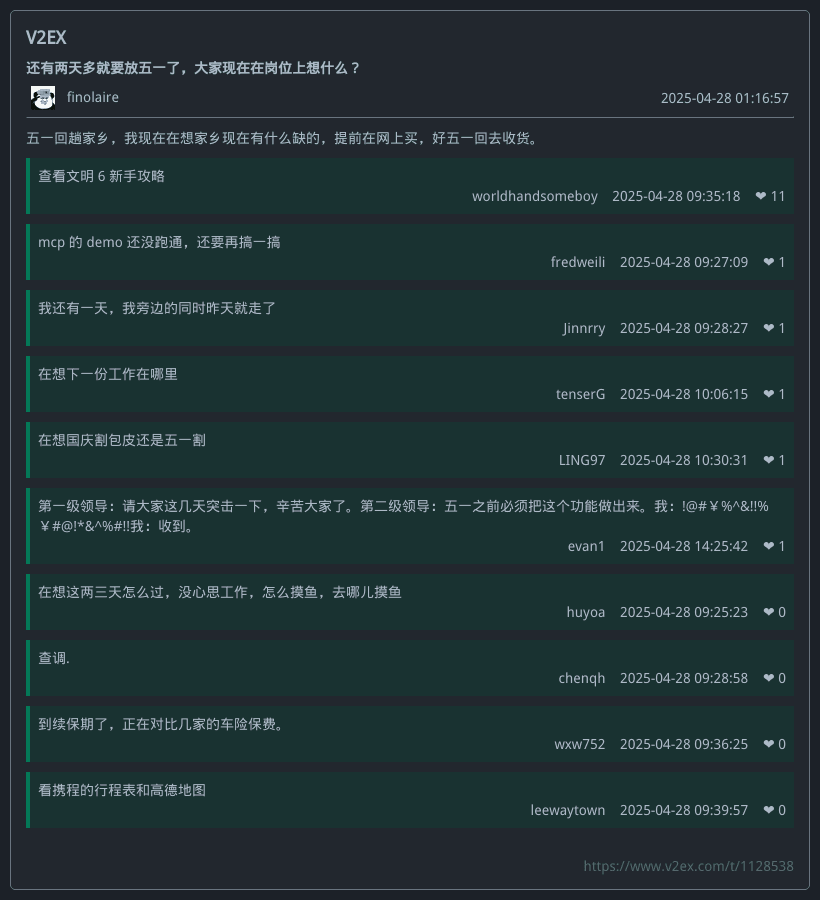 V2EX
还有两天多就要放五一了，大家现在在岗位上想什么？
finolaire 2025-04-28 01:16:57
五一回趟家乡，我现在在想家乡现在有什么缺的，提前在网上买，好五一回去收货。
查看文明 6 新手攻略
worldhandsomeboy 2025-04-28 09:35:18 ❤ 11
mcp 的 demo 还没跑通，还要再搞一搞
fredweili 2025-04-28 09:27:09 ❤ 1
我还有一天，我旁边的同时昨天就走了
Jinnrry 2025-04-28 09:28:27 ❤ 1
在想下一份工作在哪里
tenserG 2025-04-28 10:06:15 ❤ 1
在想国庆割包皮还是五一割
LING97 2025-04-28 10:30:31 ❤ 1
第一级领导：请大家这几天突击一下，辛苦大家了。第二级领导：五一之前必须把这个功能做出来。我：!@#￥%^&!!%
￥#@!*&^%#!!我：收到。
evan1 2025-04-28 14:25:42 ❤ 1
在想这两三天怎么过，没心思工作，怎么摸鱼，去哪儿摸鱼
huyoa 2025-04-28 09:25:23 ❤ 0
查调.
chenqh 2025-04-28 09:28:58 ❤ 0
到续保期了，正在对比几家的车险保费。
wxw752 2025-04-28 09:36:25 ❤ 0
看携程的行程表和高德地图
leewaytown 2025-04-28 09:39:57 ❤ 0
https://www.v2ex.com/t/1128538